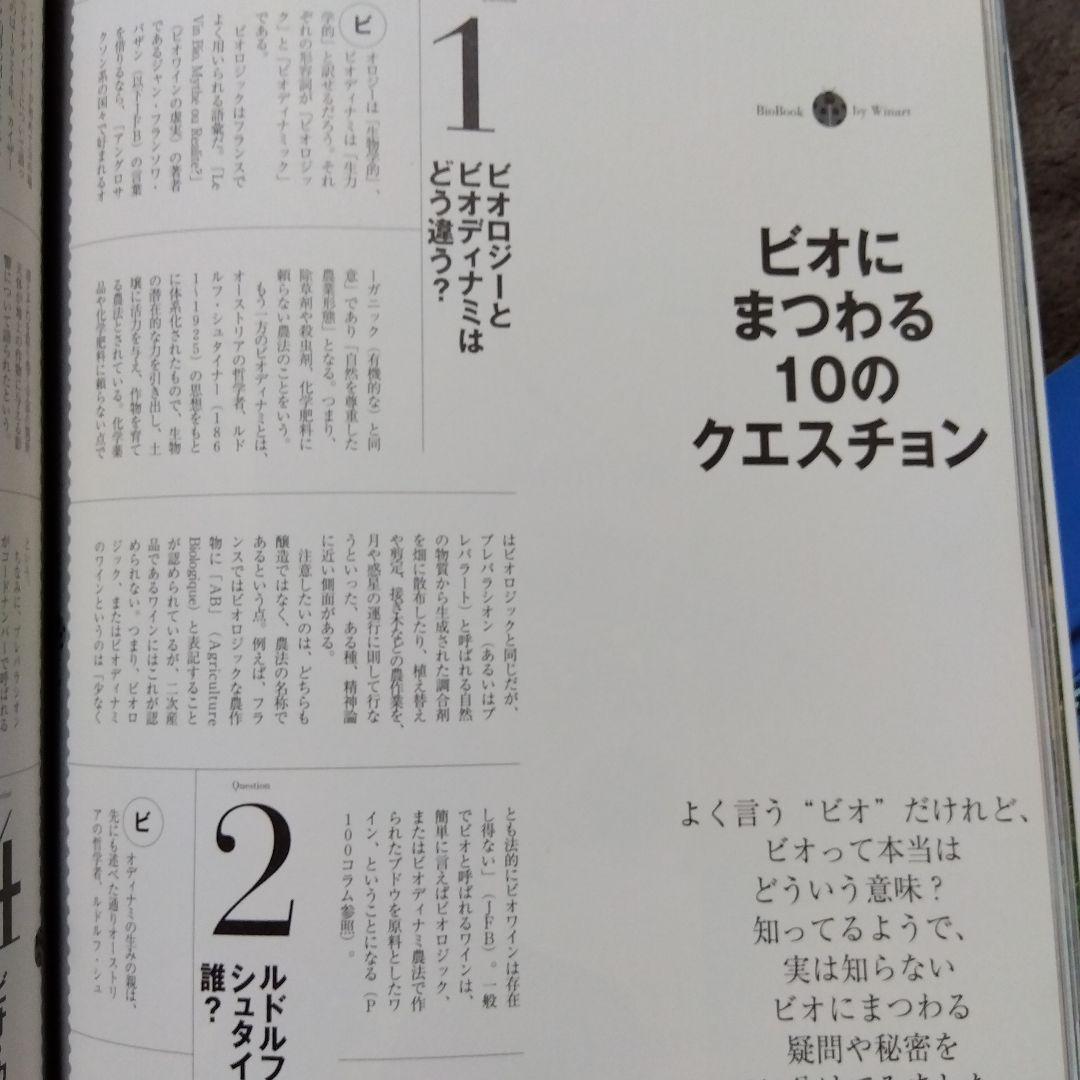 BioBook by Winart
ビオに
まつわる
10の
クエスチョン
よく言う“ビオ”だけれど、
ビオって本当は
どういう意味?
知ってるようで、
実は知らない
ビオにまつわる
疑問や秘密を
1
ビオロジーと
ビオディナミは
どう違う?
ビオロジーは「生物学的」、
ビオディナミは「生力
学的」と訳せるだろう。それ
ぞれの形容詞が「ビオロジッ
ク」と「ビオディナミック」
である。
ビオロジックはフランスで
よく用いられる語彙だ。『Le
Vin Bio, Mythe ou Réalité?』
(ビオワインの虚実)の著者
であるジャン・フランソワ・
バザン(以下JFB)の言葉
を借りるなら、「アングロサ
クソン系の国々で好まれるオ
ーガニック(有機的な)と同
意」であり「自然を尊重した
農業形態」となる。つまり、
除草剤や殺虫剤、化学肥料に
頼らない農法のことをいう。
もう一方のビオディナミとは、
オーストリアの哲学者、ルド
ルフ・シュタイナー(186
1〜1925)の思想をもと
に体系化されたもので、生物
の潜在的な力を引き出し、土
壌に活力を与え、作物を育て
る農法とされている。化学薬
品や化学肥料に頼らない点で
はビオロジックと同じだが、
プレパラシオン(あるいはプ
レパラート)と呼ばれる自然
の物質から生成された調合剤
を畑に散布したり、植え替え
や剪定、接ぎ木などの農作業を、
月や惑星の運行に則して行な
うといった、ある種、精神論
に近い側面がある。
注意したいのは、どちらも
醸造ではなく、農法の名称で
あるという点。例えば、フラ
ンスではビオロジックな農作
物に「AB」(Agriculture
Biologique)と表記すること
が認められているが、二次産
品であるワインにはこれが認
められない。つまり、ビオロ
ジック、またはビオディナミ
のワインというのは「少なく
とも法的にビオワインは存在
し得ない」(JFB)。一般
でビオと呼ばれるワインは、
簡単に言えばビオロジック、
またはビオディナミ農法で作
られたブドウを原料としたワ
イン、ということになる(P
100コラム参照)。
Question
2
ルドルフ
シュタイ
誰?
ビオディナミの生みの親は、
先にも述べた通りオーストリ
アの哲学者、ルドルフ・シュ